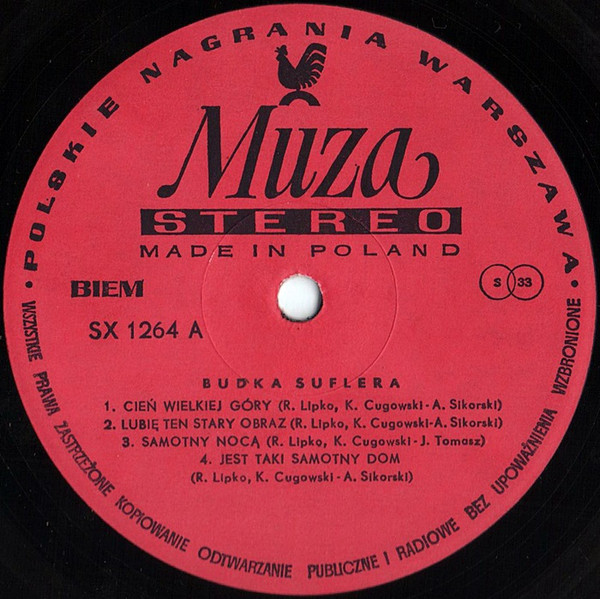 • POLSKIE NAGRANIA WARSZAWA •
Muza
STEREO
MADE IN POLAND
BIEM
S 33
SX 1264 A
BUDKA SUFLERA
1. CIEŃ WIELKIEJ GÓRY (R. Lipko, K. Cugowski-A. Sikorski)
2. LUBIĘ TEN STARY OBRAZ (R. Lipko, K. Cugowski-A. Sikorski)
3. SAMOTNY NOCĄ (R. Lipko, K. Cugowski-J. Tomasz)
4. JEST TAKI SAMOTNY DOM
(R. Lipko, K. Cugowski-A. Sikorski)
WSZYSTKIE PRAWA ZASTRZEŻONE KOPIOWANIE ODTWARZANIE PUBLICZNE I RADIOWE BEZ UPOWAŻNIENIA WZBRONIONE